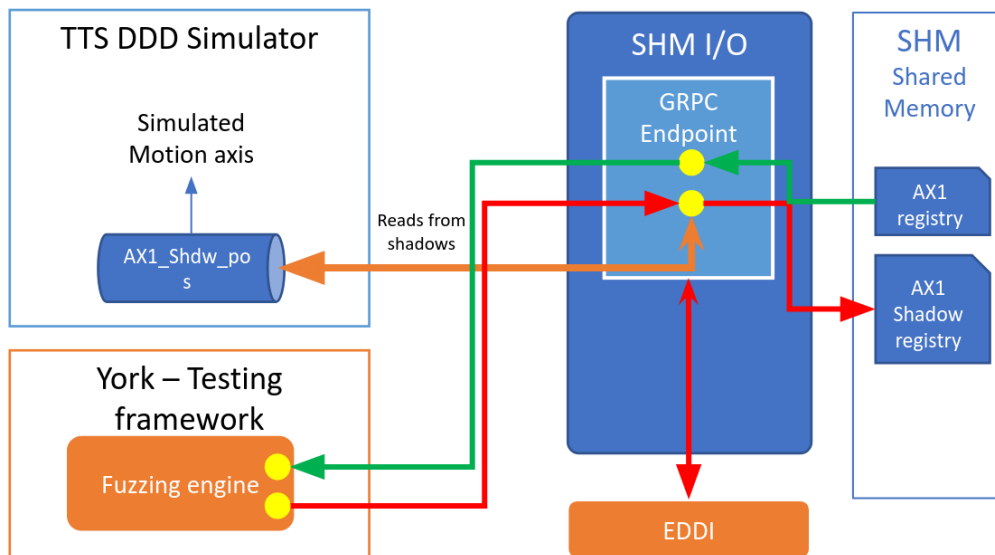 TTS DDD Simulator
Simulated
Motion axis
AX1_Shdw_po
s
Reads from
shadows
York – Testing
framework
Fuzzing engine
SHM I/O
GRPC
Endpoint
EDDI
SHM
Shared
Memory
AX1
registry
AX1
Shadow
registry